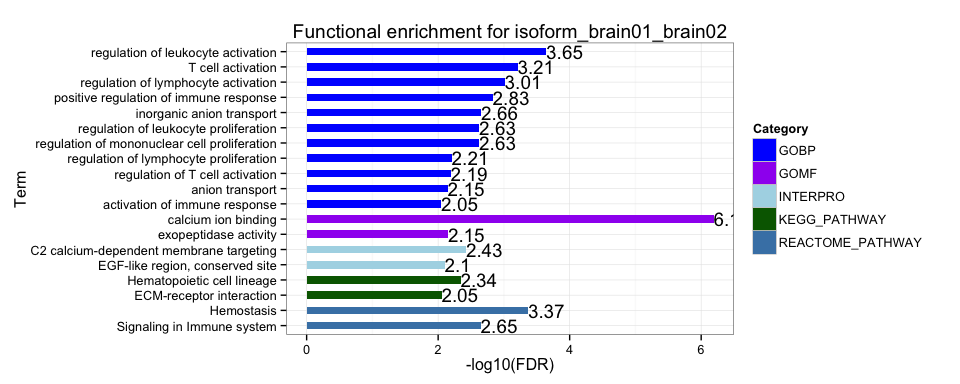 Functional enrichment for isoform_brain01_brain02
Term
regulation of leukocyte activation 3.65
T cell activation 3.21
regulation of lymphocyte activation 3.01
positive regulation of immune response 2.83
inorganic anion transport 2.66
regulation of leukocyte proliferation 2.63
regulation of mononuclear cell proliferation 2.63
regulation of lymphocyte proliferation 2.21
regulation of T cell activation 2.19
anion transport 2.15
activation of immune response 2.05
calcium ion binding
exopeptidase activity 2.15
C2 calcium-dependent membrane targeting 2.43
EGF-like region, conserved site 2.1
Hematopoietic cell lineage 2.34
ECM-receptor interaction 2.05
Hemostasis 3.37
Signaling in Immune system 2.65
0 2 4 6
-log10(FDR)
Category
GOBP
GOMF
INTERPRO
KEGG_PATHWAY
REACTOME_PATHWAY